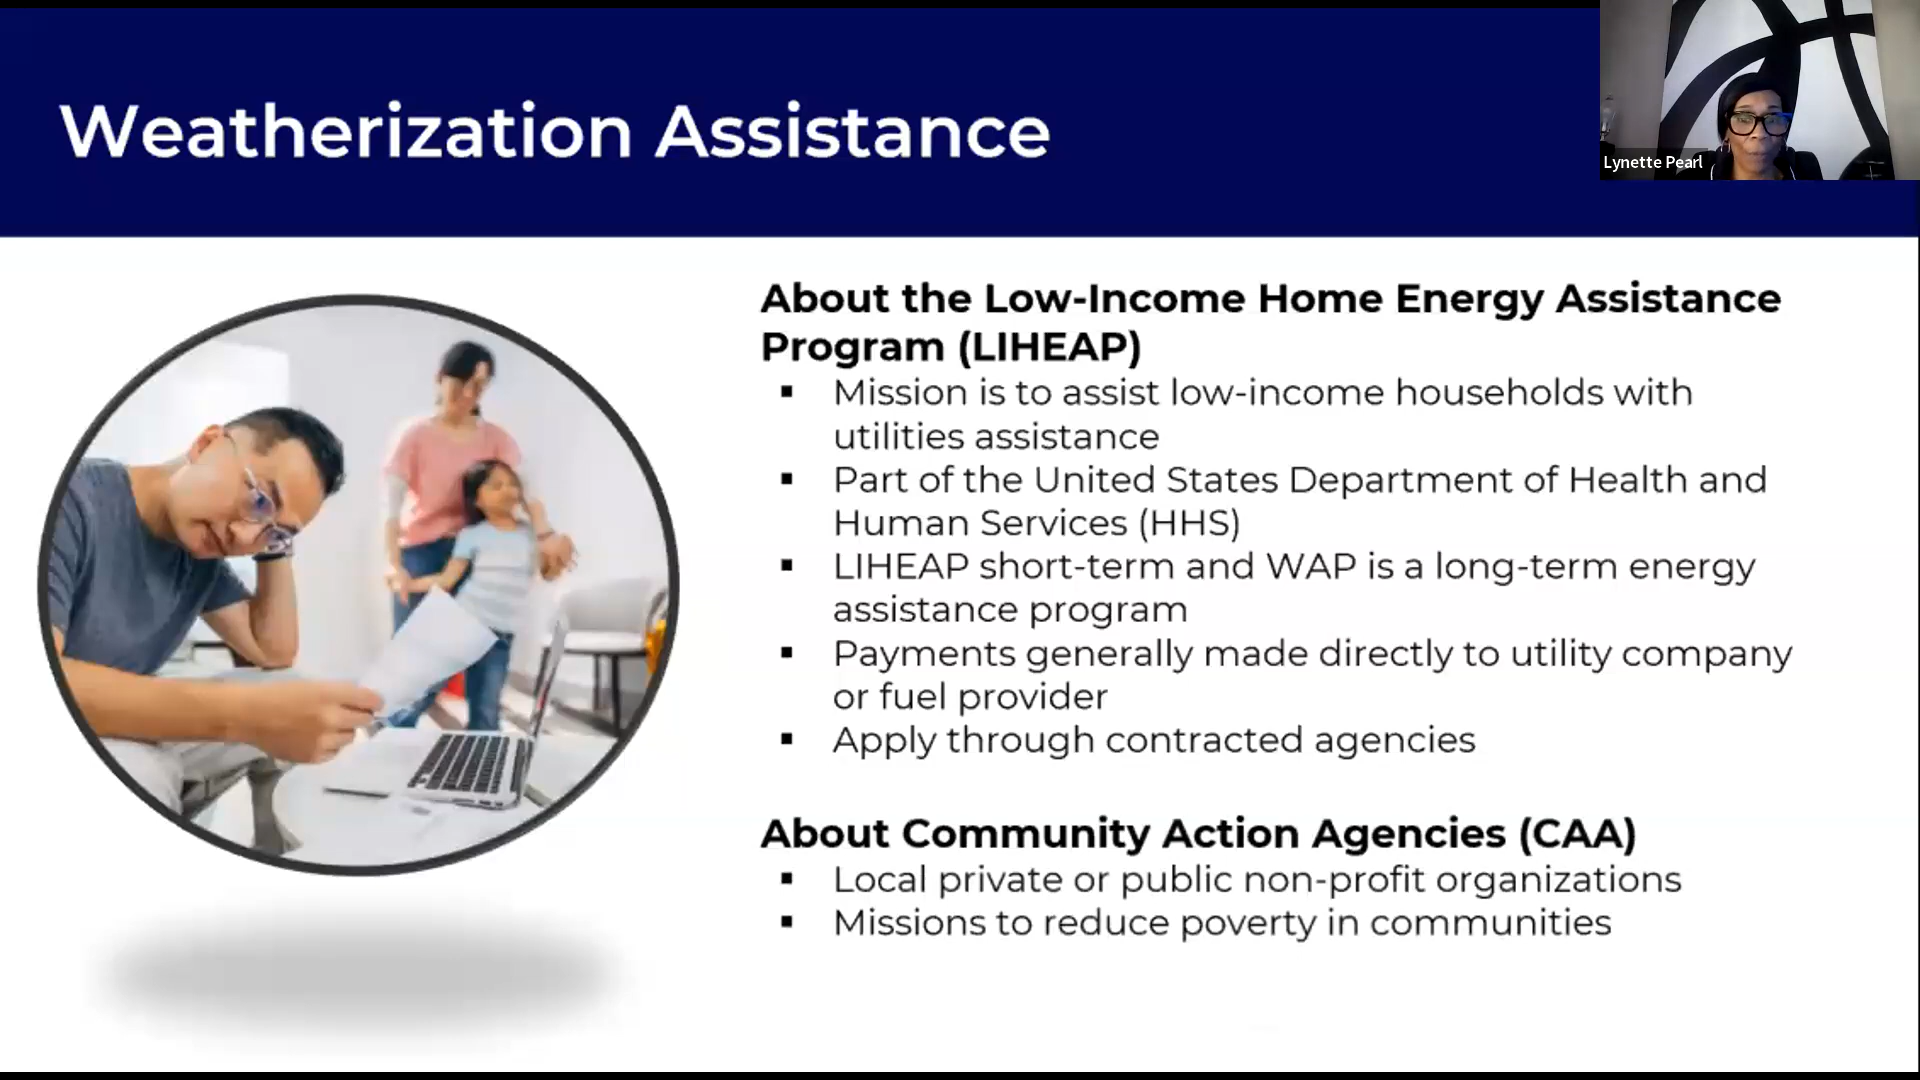 Weatherization Assistance
Lynette Pearl
About the Low-Income Home Energy Assistance
Program (LIHEAP)
▪ Mission is to assist low-income households with
utilities assistance
▪ Part of the United States Department of Health and
Human Services (HHS)
▪ LIHEAP short-term and WAP is a long-term energy
assistance program
▪ Payments generally made directly to utility company
or fuel provider
▪ Apply through contracted agencies
About Community Action Agencies (CAA)
▪ Local private or public non-profit organizations
▪ Missions to reduce poverty in communities